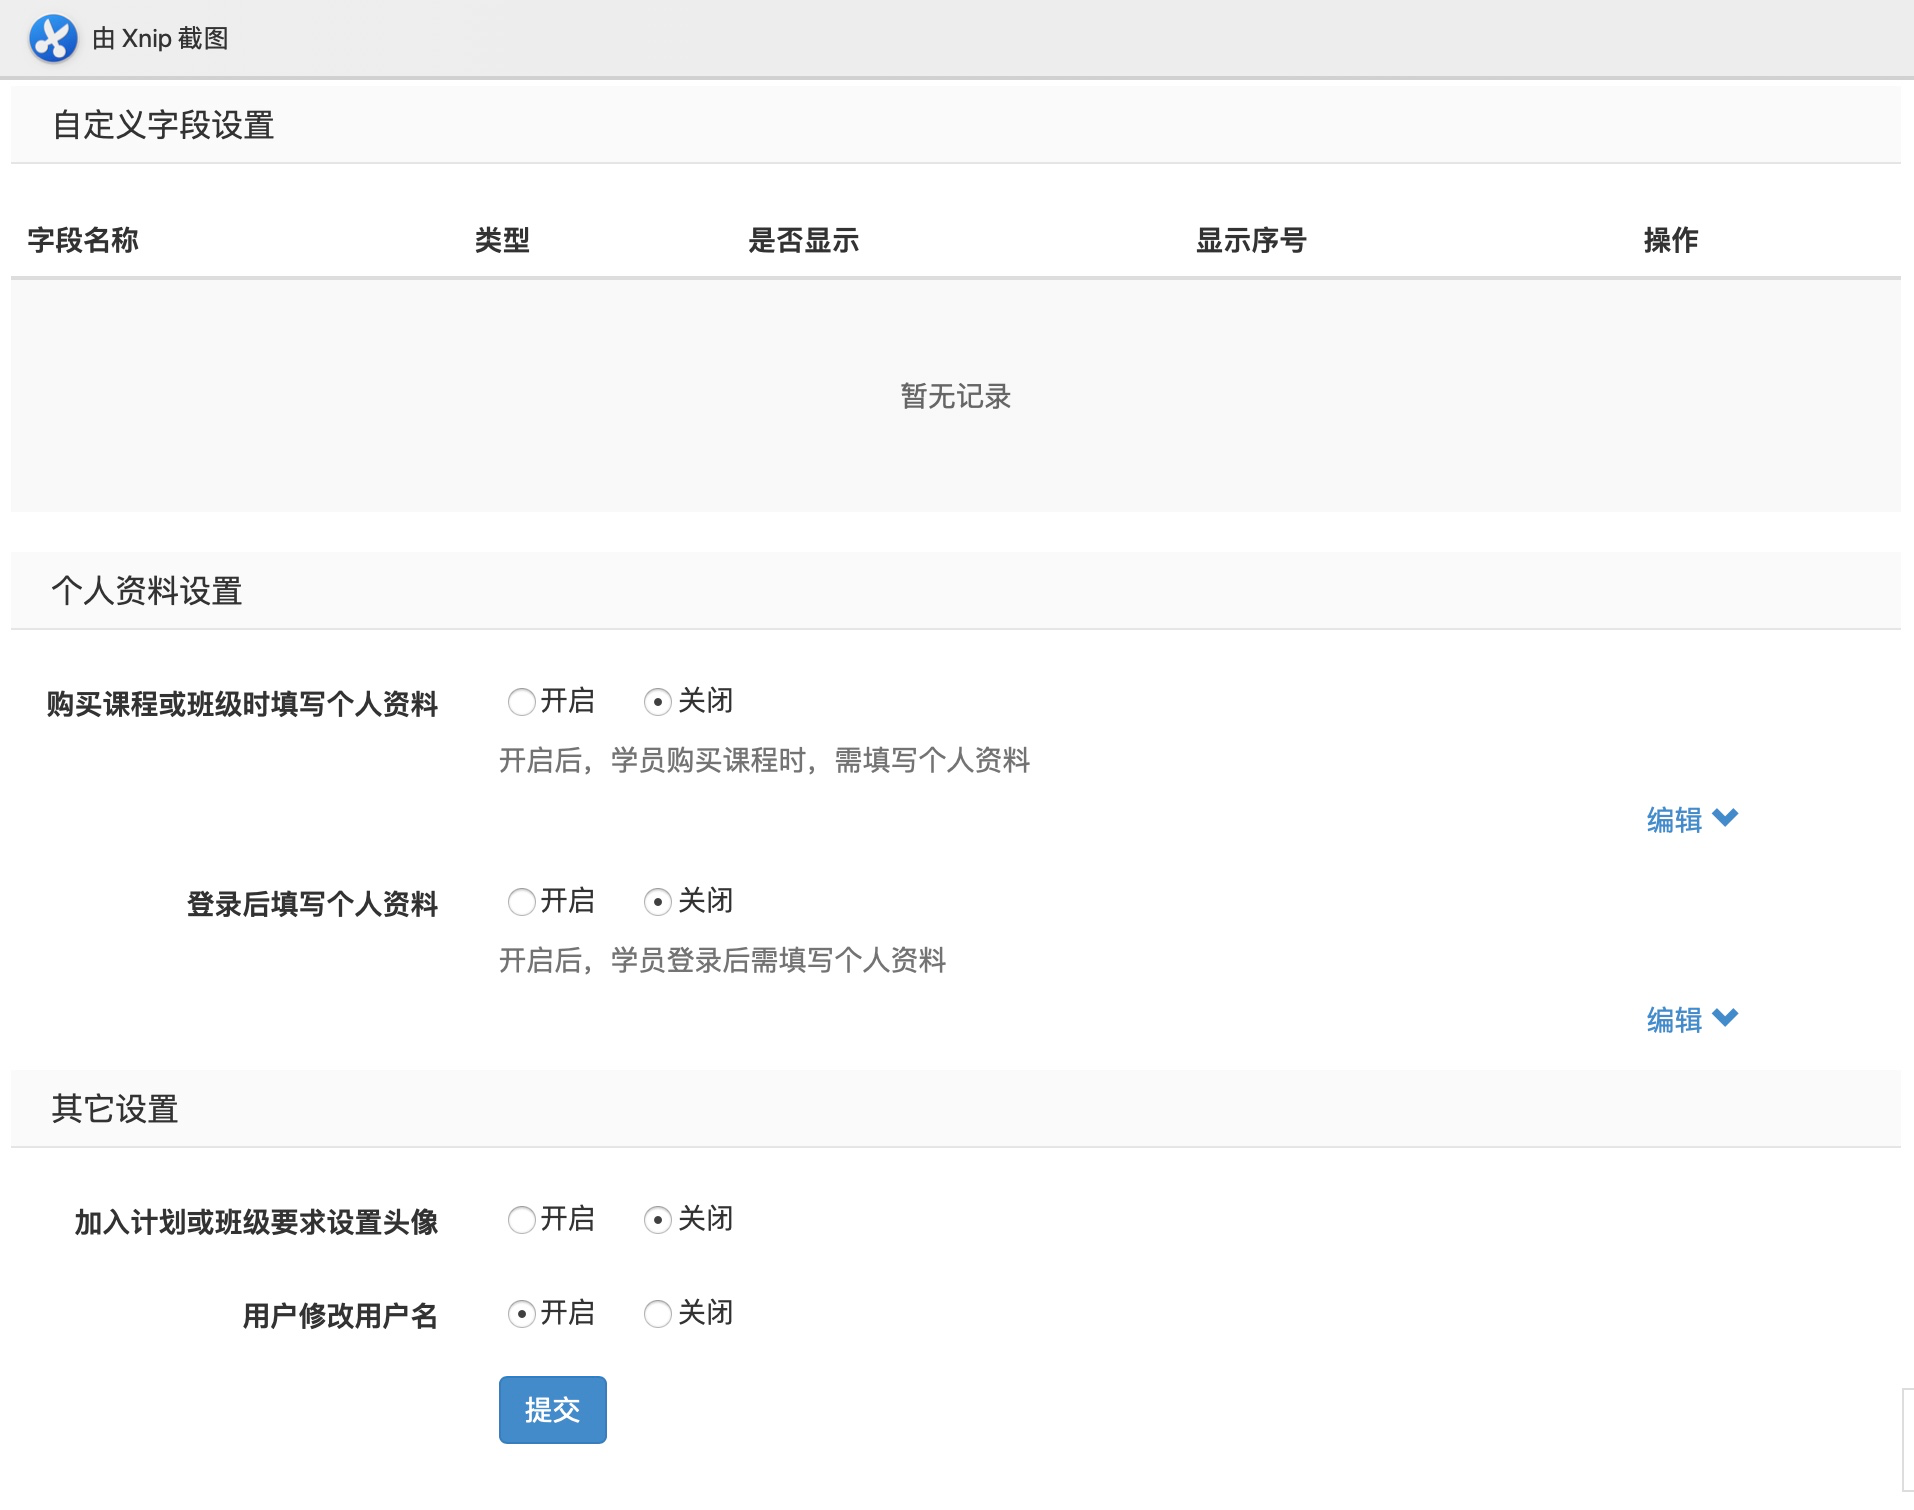 由 Xnip 截图
自定义字段设置
字段名称 类型 是否显示 显示序号 操作
暂无记录
个人资料设置
购买课程或班级时填写个人资料 开启 关闭
开启后，学员购买课程时，需填写个人资料
编辑
登录后填写个人资料 开启 关闭
开启后，学员登录后需填写个人资料
编辑
其它设置
加入计划或班级要求设置头像 开启 关闭
用户修改用户名 开启 关闭
提交